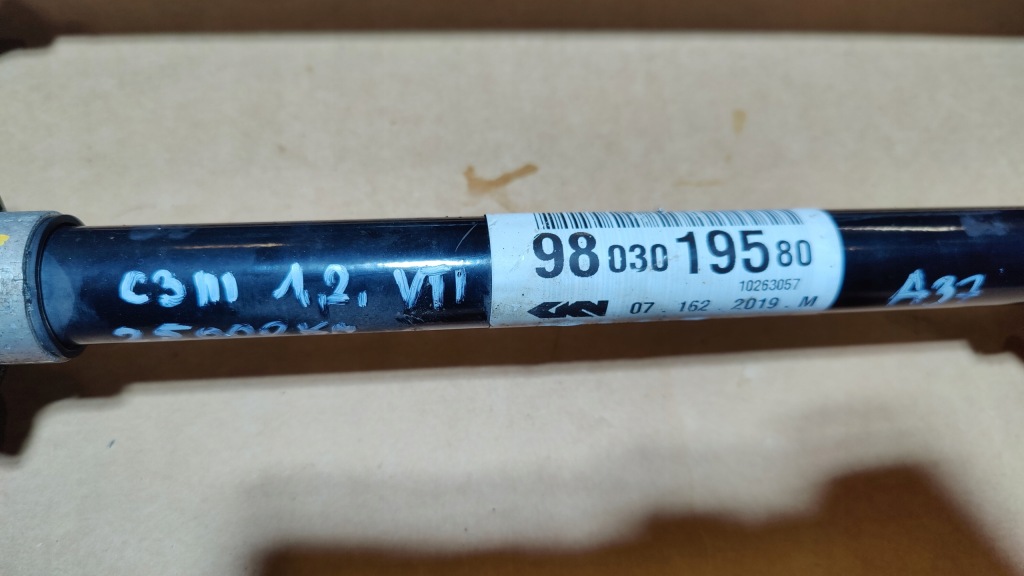 C3III 1,2. VTI
98 030 195 80
10263057
GKN 07 . 162 2019 . M
A37